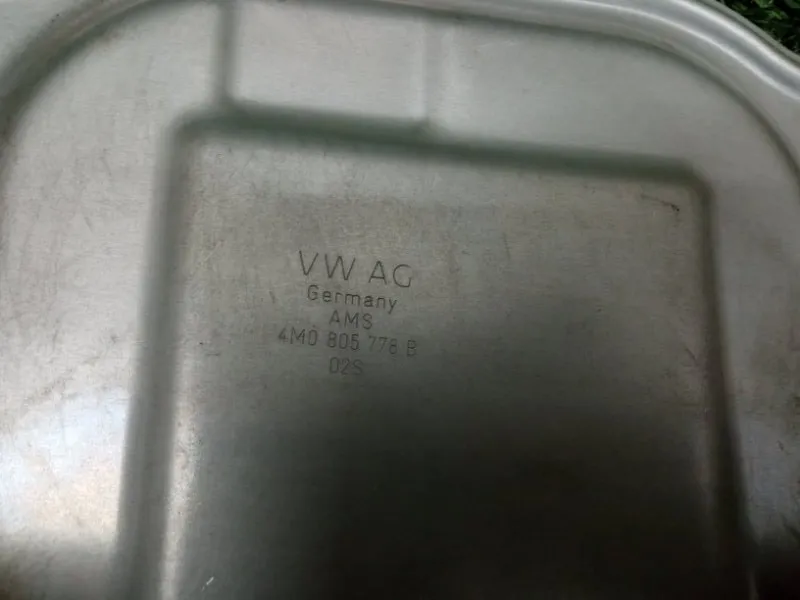 VW AG
Germany
AMS
4M0 805 778 B
02S